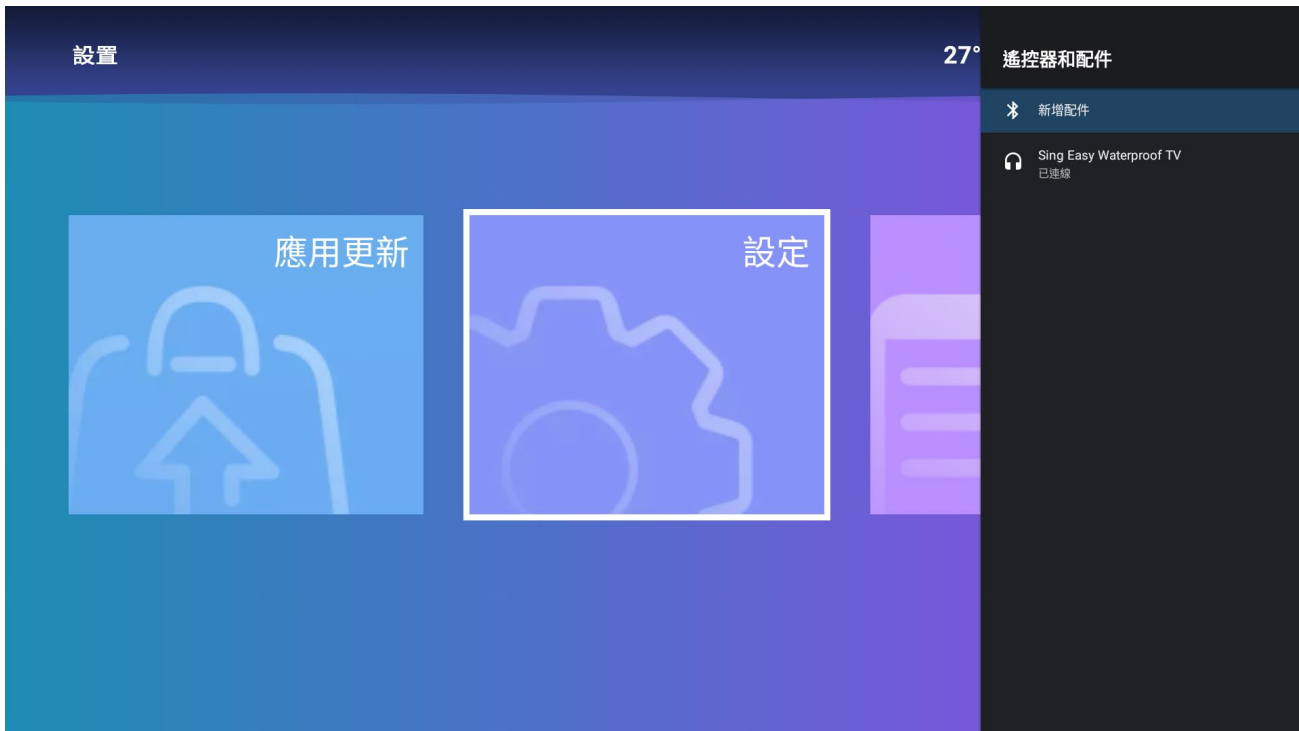 設置
27°
遙控器和配件
新增配件
Sing Easy Waterproof TV
已連線
應用更新
設定